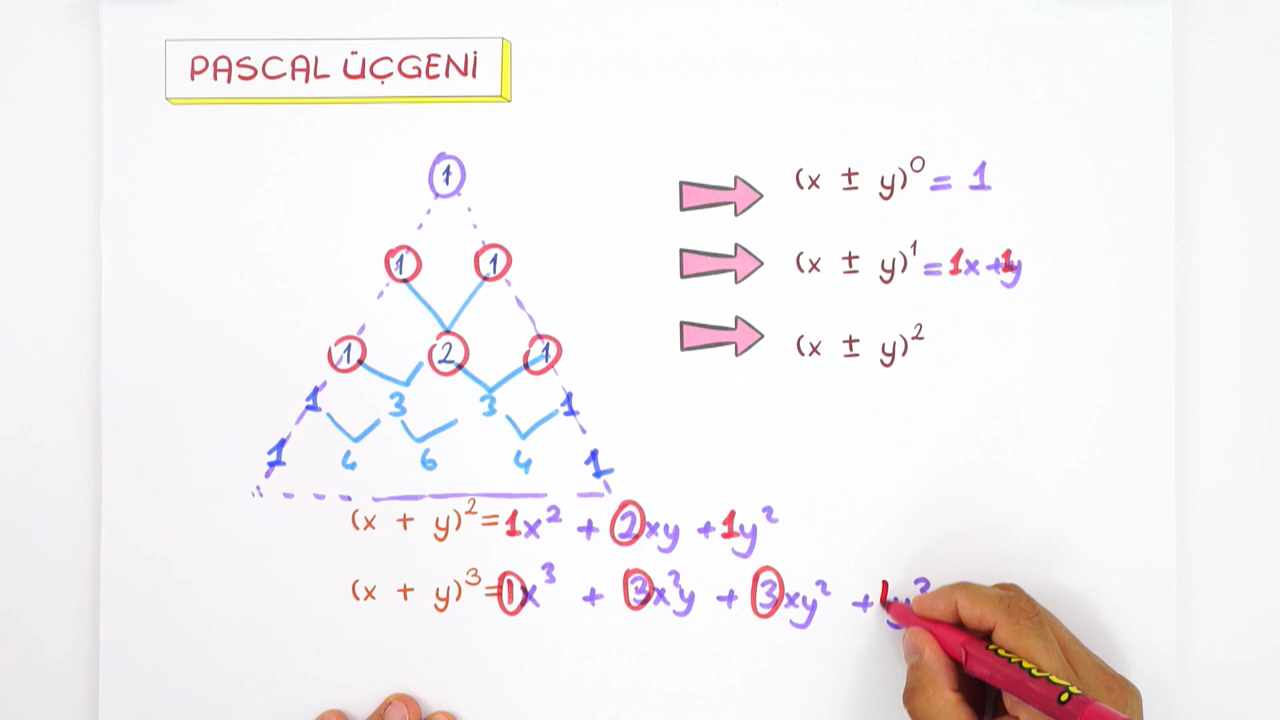 PASCAL ÜÇGENİ
1
1 1
1 2 1
1 3 3 1
1 4 6 4 1
(x ± y)⁰ = 1
(x ± y)¹ = 1x + 1y
(x ± y)²
(x + y)² = 1x² + 2xy + 1y²
(x + y)³ = 1x³ + 3x²y + 3xy² + 1y³